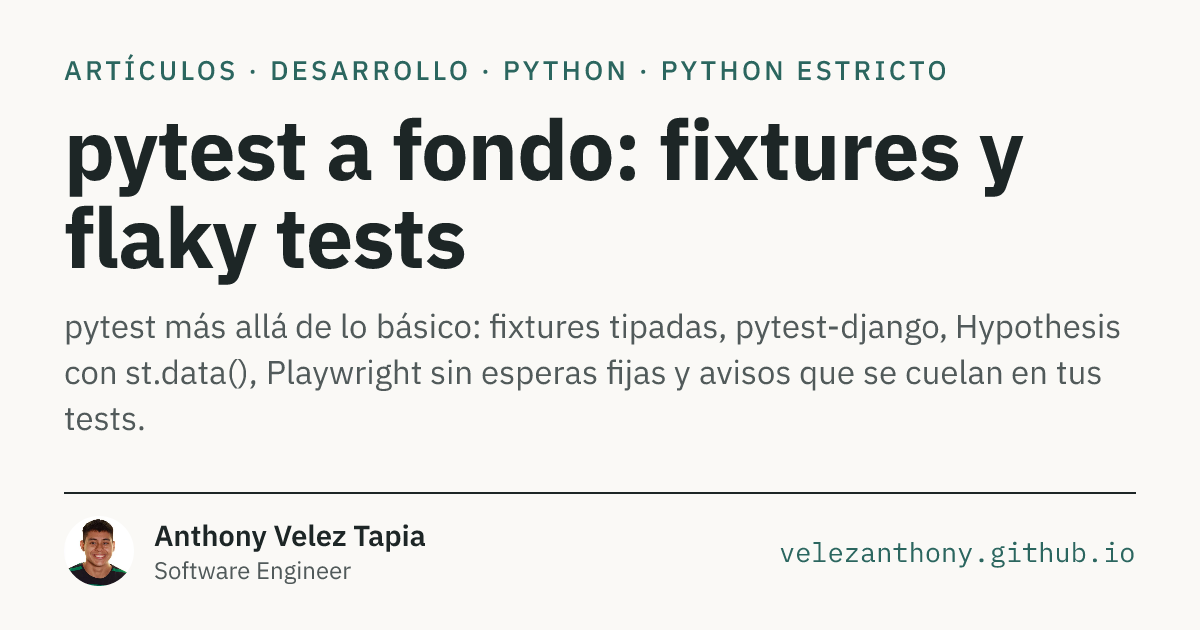 ARTÍCULOS · DESARROLLO · PYTHON · PYTHON ESTRICTO
pytest a fondo: fixtures y
flaky tests
pytest más allá de lo básico: fixtures tipadas, pytest-django, Hypothesis
con st.data(), Playwright sin esperas fijas y avisos que se cuelan en tus
tests.
Anthony Velez Tapia
Software Engineer
velezanthony.github.io